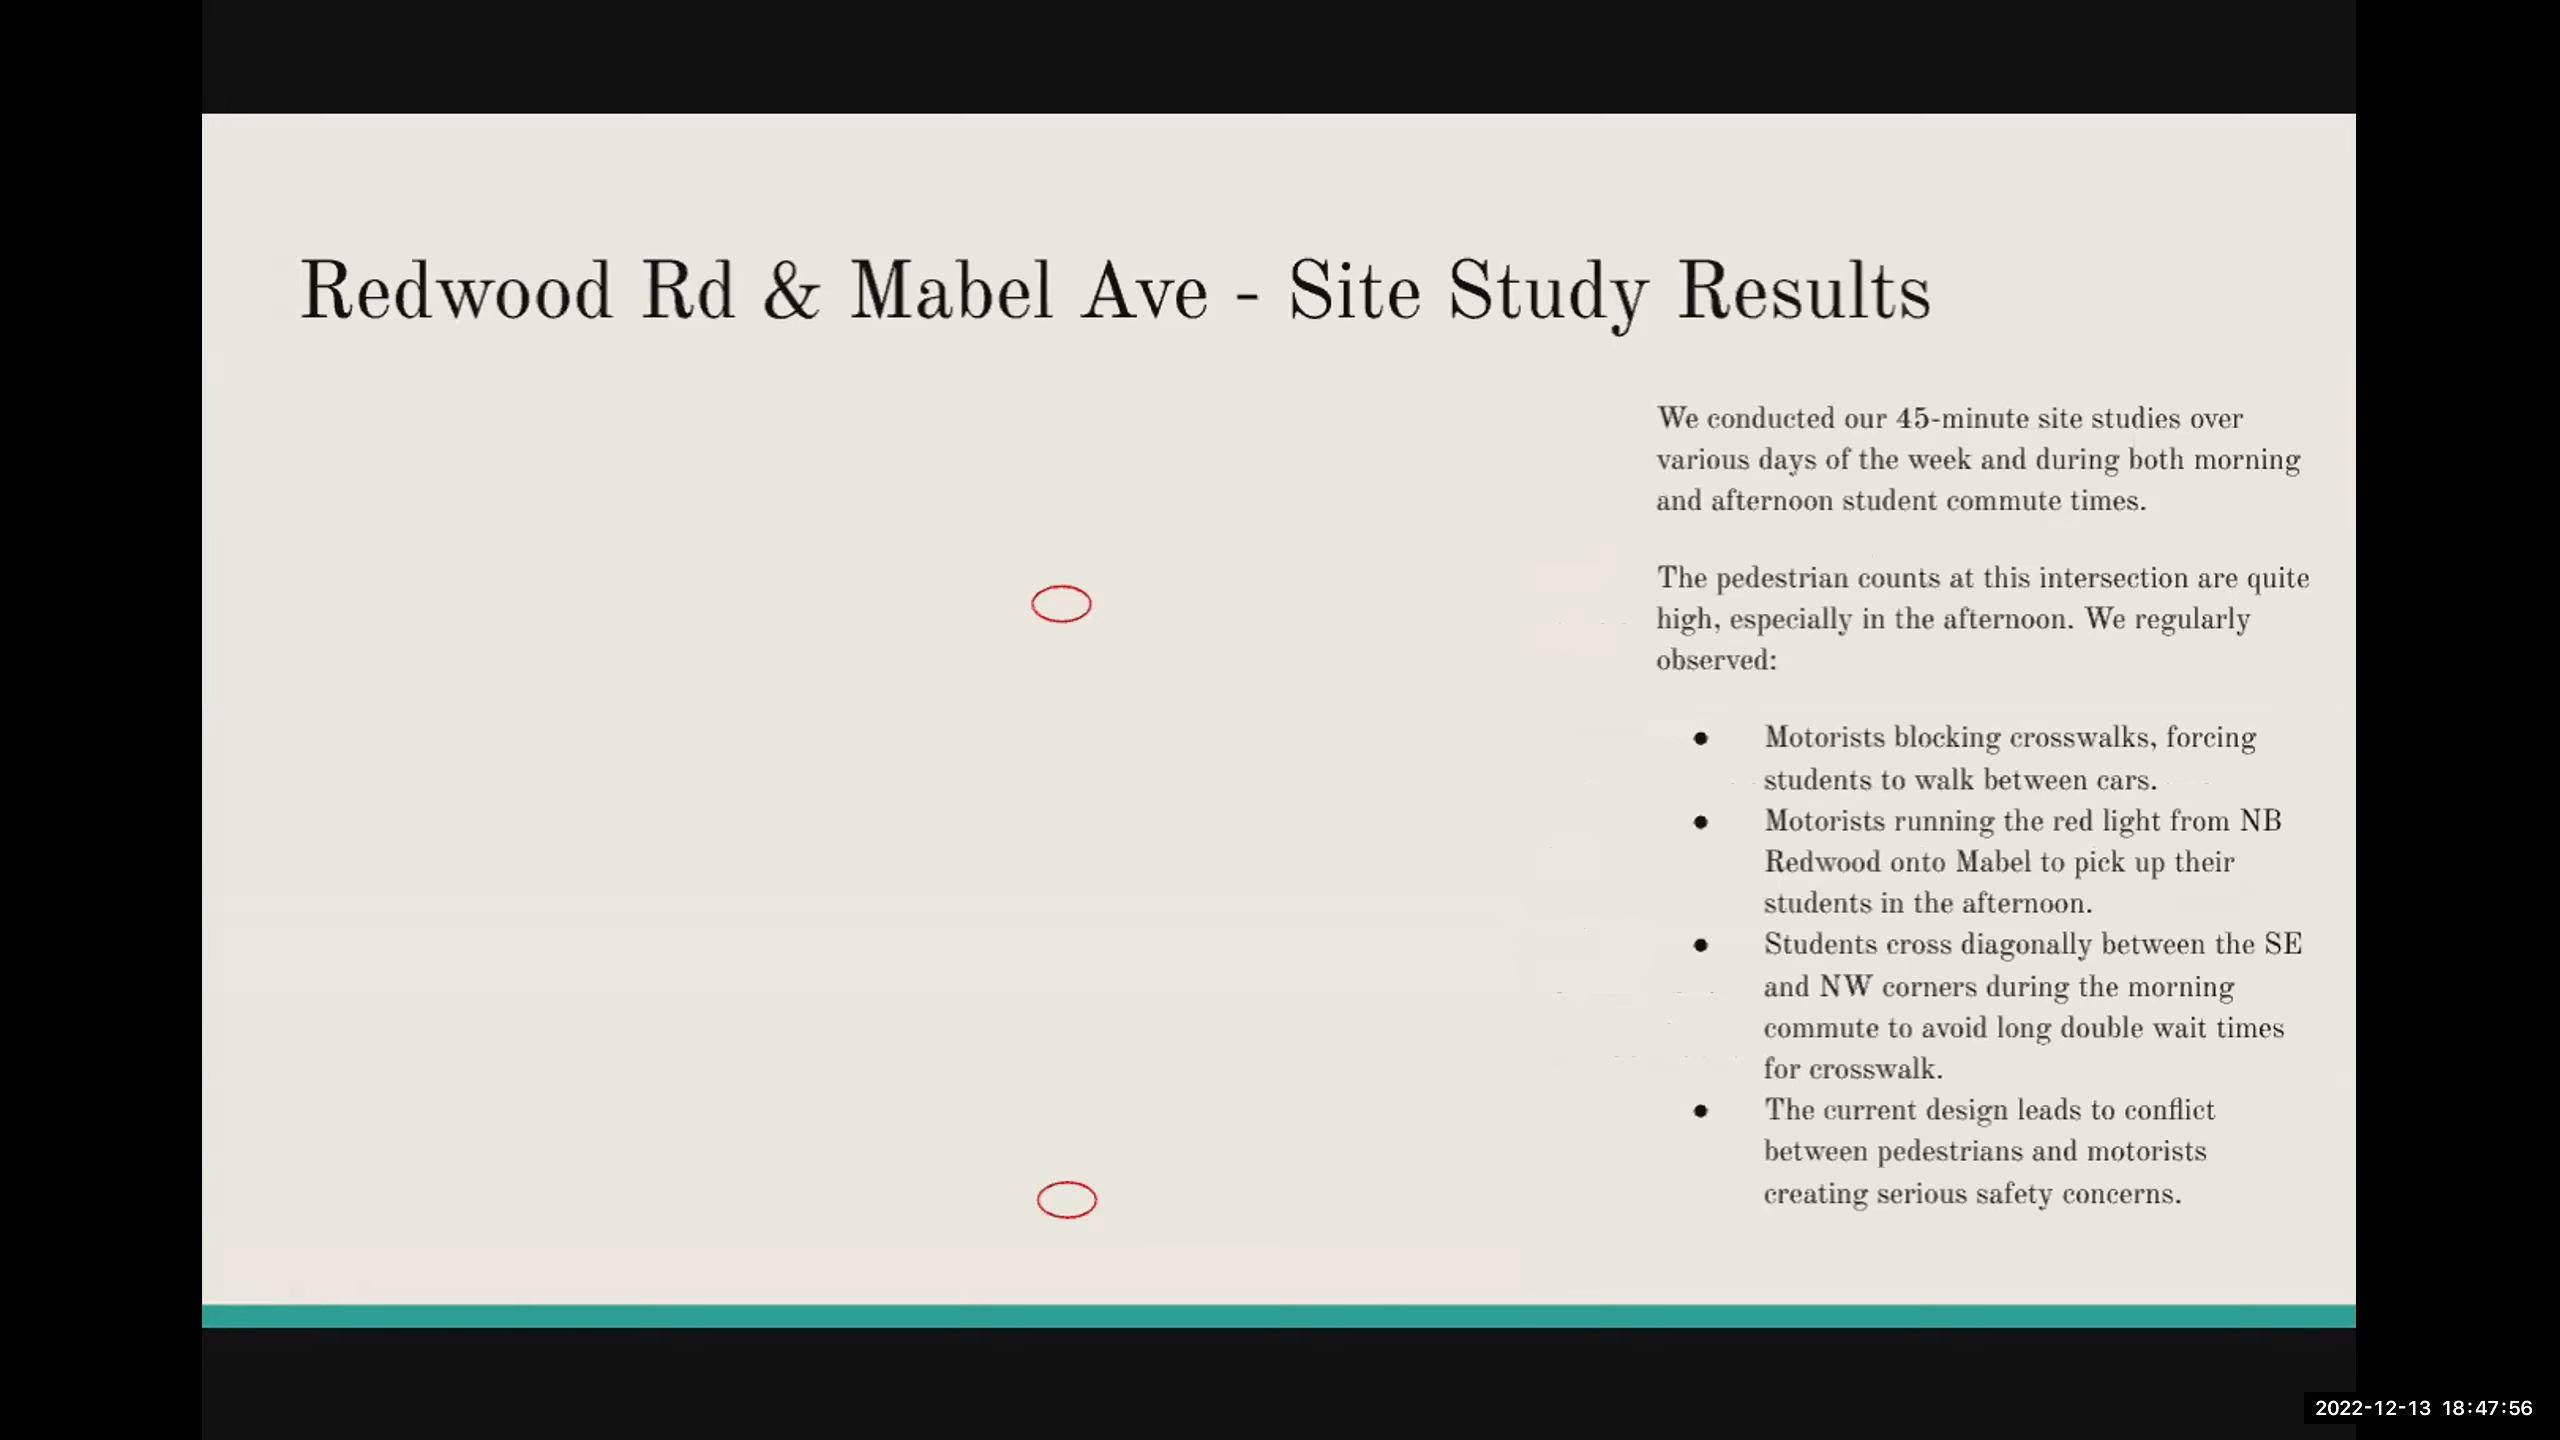 Redwood Rd & Mabel Ave - Site Study Results
We conducted our 45-minute site studies over
various days of the week and during both morning
and afternoon student commute times.
The pedestrian counts at this intersection are quite
high, especially in the afternoon. We regularly
observed:
● Motorists blocking crosswalks, forcing
students to walk between cars.
● Motorists running the red light from NB
Redwood onto Mabel to pick up their
students in the afternoon.
● Students cross diagonally between the SE
and NW corners during the morning
commute to avoid long double wait times
for crosswalk.
● The current design leads to conflict
between pedestrians and motorists
creating serious safety concerns.
2022-12-13 18:47:56